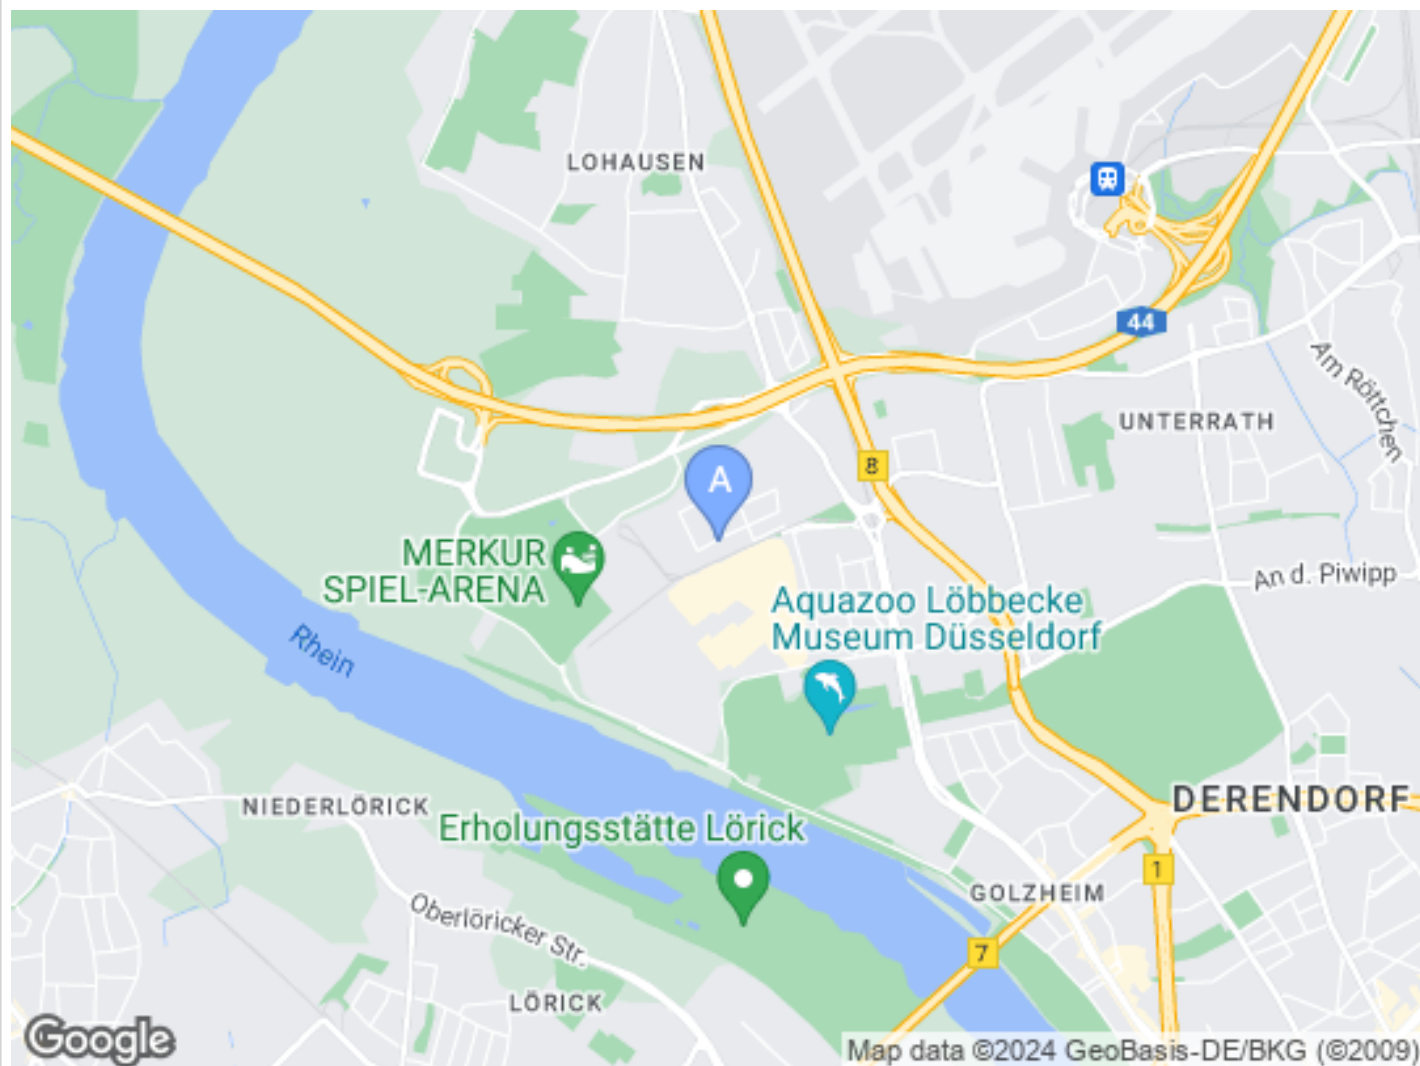 LOHAUSEN
44
Am Röttchen
UNTERRATH
8
A
MERKUR
SPIEL-ARENA
An d. Piwipp
Aquazoo Löbbecke
Museum Düsseldorf
Rhein
DERENDORF
NIEDERLÖRICK
Erholungsstätte Lörick
1
GOLZHEIM
Oberlöricker Str.
7
LÖRICK
Google
Map data ©2024 GeoBasis-DE/BKG (©2009)